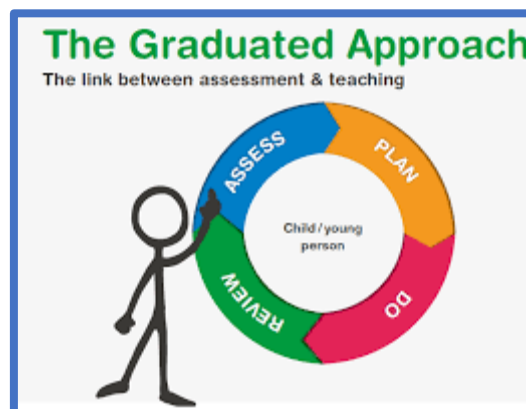 The Graduated Approach
The link between assessment & teaching
ASSESS
PLAN
Child / young
person
DO
REVIEW